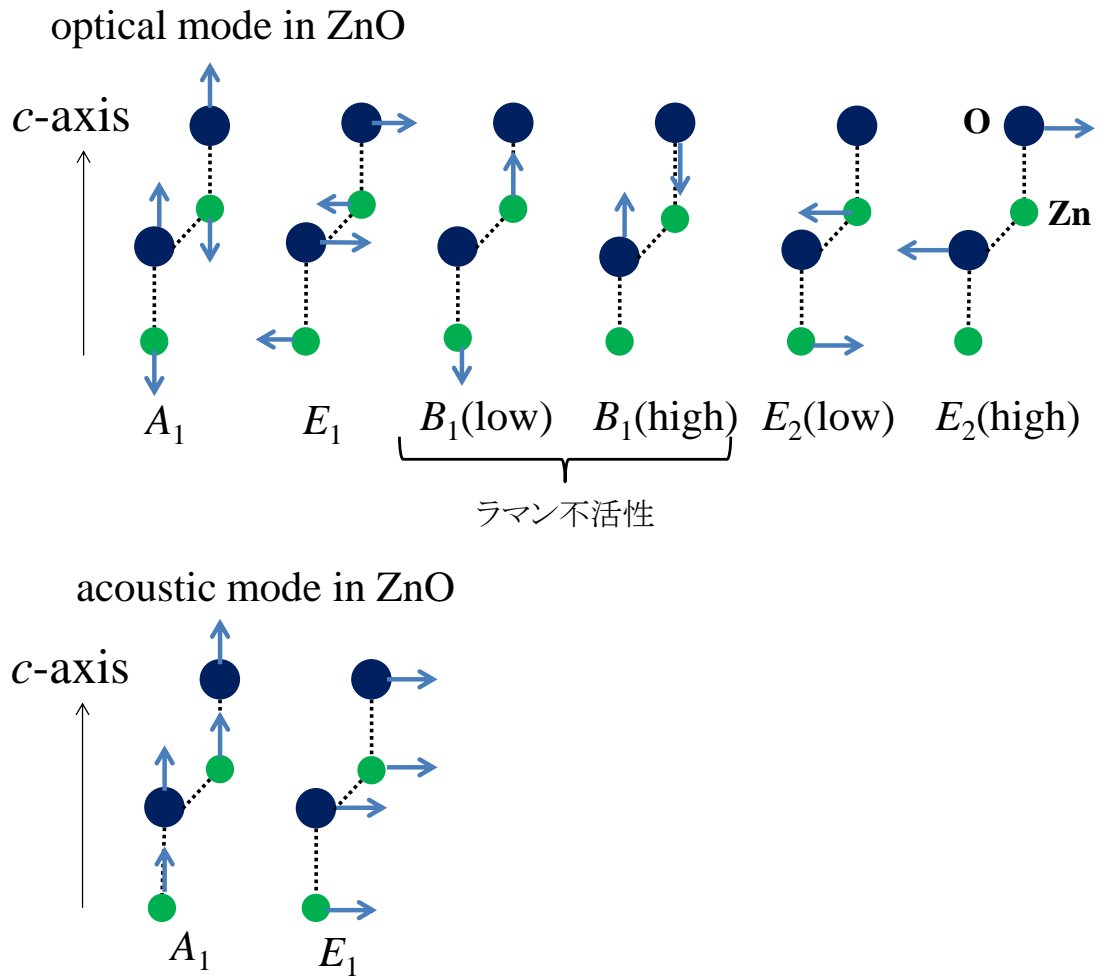 optical mode in ZnO
c-axis
O
Zn
A1 E1 B1(low) B1(high) E2(low) E2(high)
ラマン不活性
acoustic mode in ZnO
c-axis
A1 E1